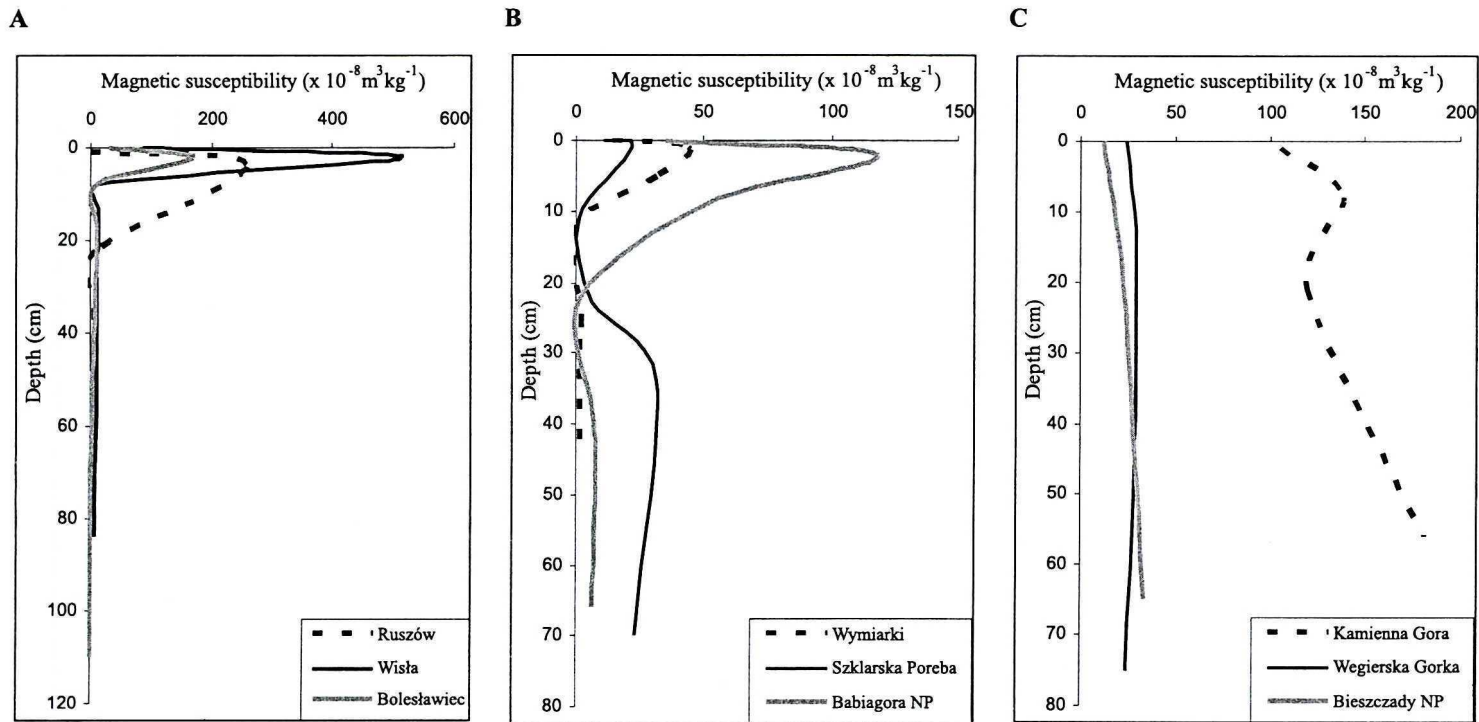 A
Magnetic susceptibility (x 10⁻⁸m³kg⁻¹)
0 200 400 600
Depth (cm)
0
20
40
60
80
100
120
Ruszów
Wisła
Bolesławiec
B
Magnetic susceptibility (x 10⁻⁸m³kg⁻¹)
0 50 100 150
Depth (cm)
0
10
20
30
40
50
60
70
80
Wymiarki
Szklarska Poreba
Babiagora NP
C
Magnetic susceptibility (x 10⁻⁸m³kg⁻¹)
0 50 100 150 200
Depth (cm)
0
10
20
30
40
50
60
70
80
Kamienna Gora
Wegierska Gorka
Bieszczady NP